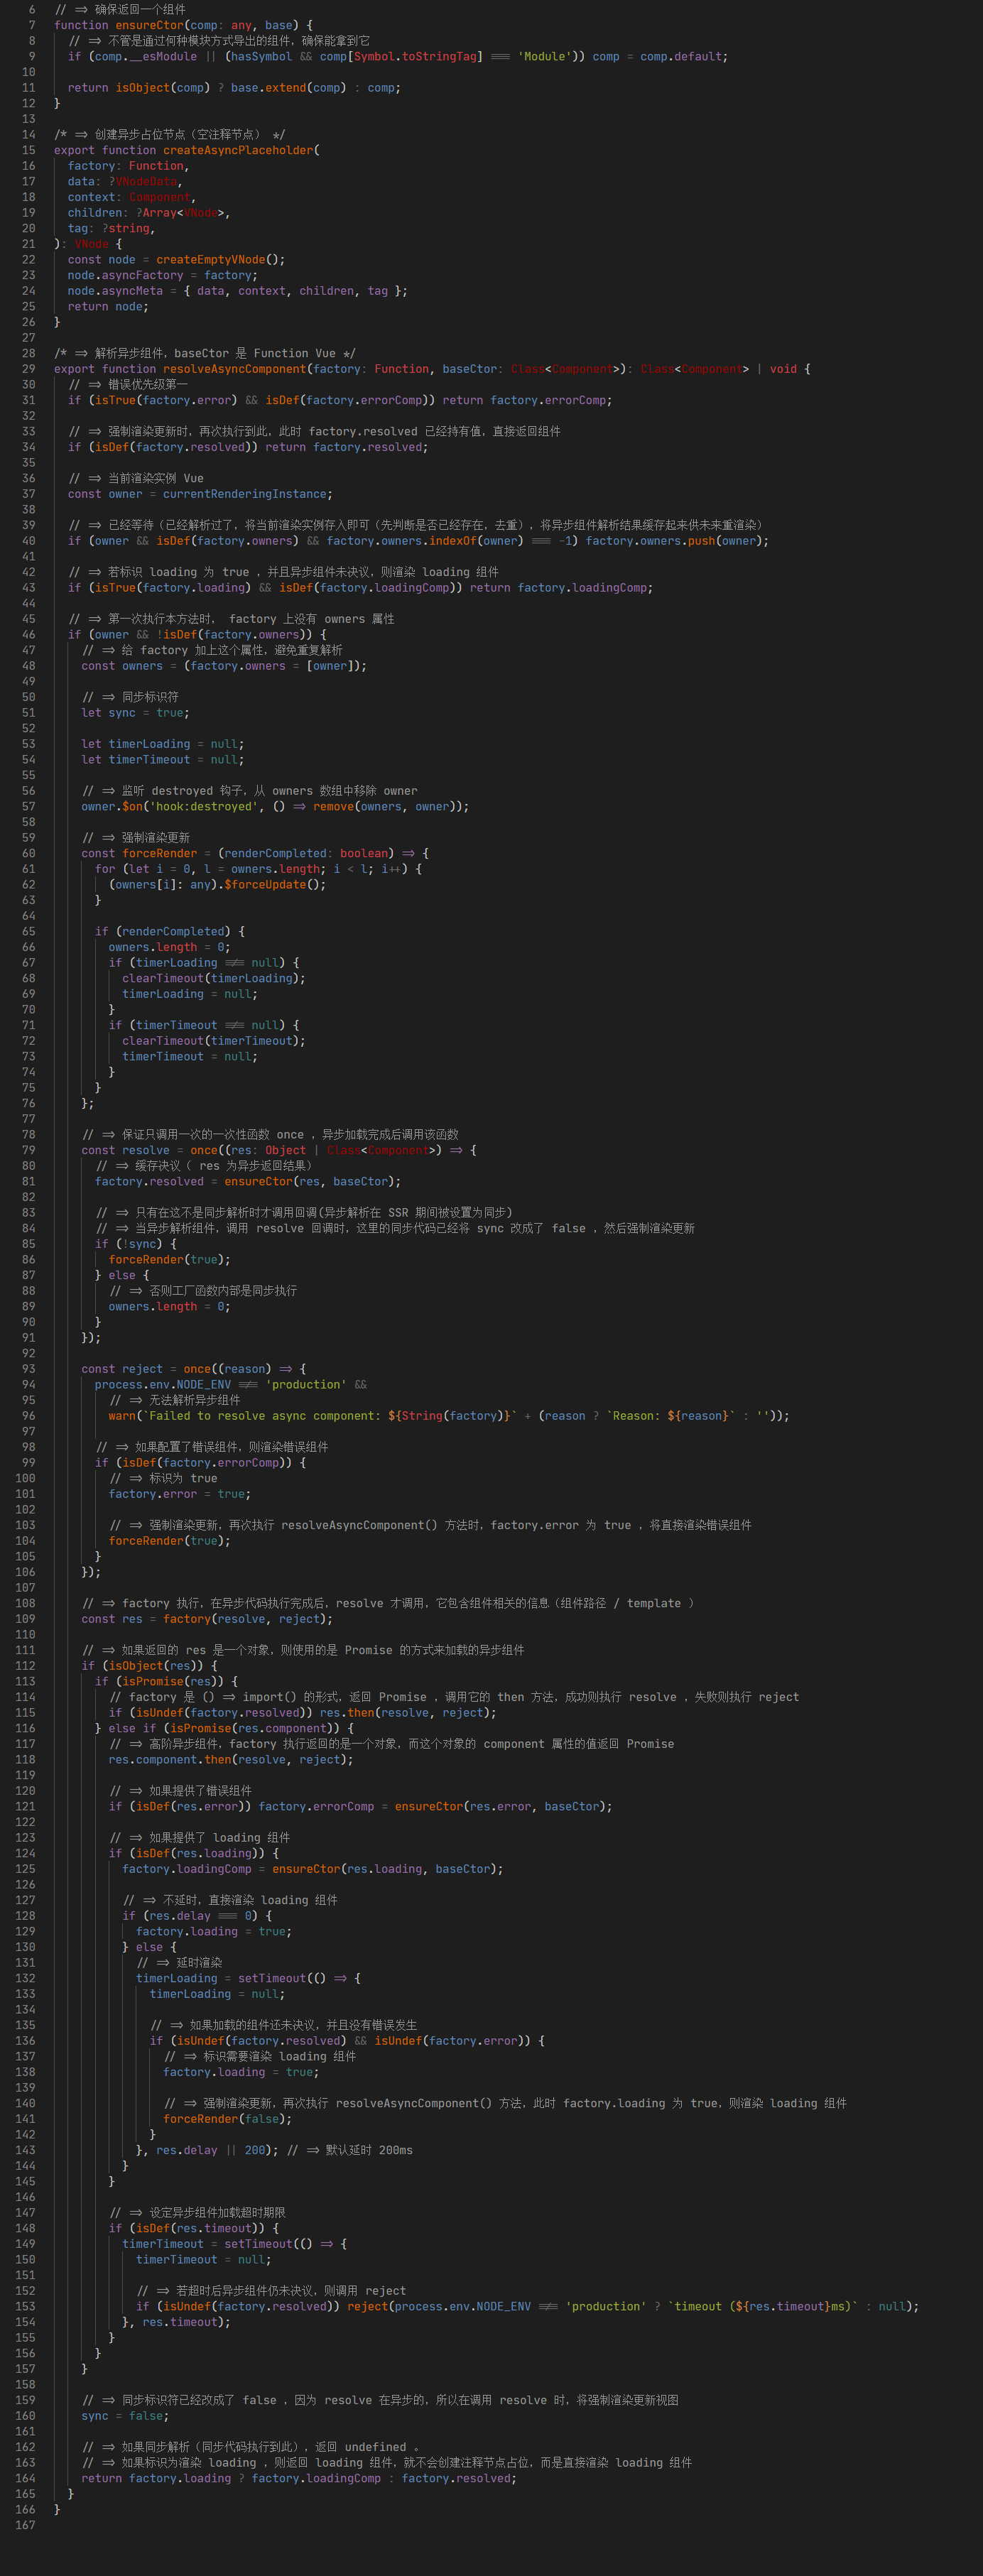 6 // => 确保返回一个组件
7 function ensureCtor(comp: any, base) {
8 // => 不管是通过何种模块方式导出的组件，确保能拿到它
9 if (comp.__esModule || (hasSymbol && comp[Symbol.toStringTag] === 'Module')) comp = comp.default;
10
11 return isObject(comp) ? base.extend(comp) : comp;
12 }
13
14 /* => 创建异步占位节点（空注释节点） */
15 export function createAsyncPlaceholder(
16 factory: Function,
17 data: ?VNodeData,
18 context: Component,
19 children: ?Array<VNode>,
20 tag: ?string,
21 ): VNode {
22 const node = createEmptyVNode();
23 node.asyncFactory = factory;
24 node.asyncMeta = { data, context, children, tag };
25 return node;
26 }
27
28 /* => 解析异步组件，baseCtor 是 Function Vue */
29 export function resolveAsyncComponent(factory: Function, baseCtor: Class<Component>): Class<Component> | void {
30 // => 错误优先级第一
31 if (isTrue(factory.error) && isDef(factory.errorComp)) return factory.errorComp;
32
33 // => 强制渲染更新时，再次执行到此，此时 factory.resolved 已经持有值，直接返回组件
34 if (isDef(factory.resolved)) return factory.resolved;
35
36 // => 当前渲染实例 Vue
37 const owner = currentRenderingInstance;
38
39 // => 已经等待（已经解析过了，将当前渲染实例存入即可（先判断是否已经存在，去重），将异步组件解析结果缓存起来供未来重渲染）
40 if (owner && isDef(factory.owners) && factory.owners.indexOf(owner) === -1) factory.owners.push(owner);
41
42 // => 若标识 loading 为 true ，并且异步组件未决议，则渲染 loading 组件
43 if (isTrue(factory.loading) && isDef(factory.loadingComp)) return factory.loadingComp;
44
45 // => 第一次执行本方法时， factory 上没有 owners 属性
46 if (owner && !isDef(factory.owners)) {
47 // => 给 factory 加上这个属性，避免重复解析
48 const owners = (factory.owners = [owner]);
49
50 // => 同步标识符
51 let sync = true;
52
53 let timerLoading = null;
54 let timerTimeout = null;
55
56 // => 监听 destroyed 钩子，从 owners 数组中移除 owner
57 owner.$on('hook:destroyed', () => remove(owners, owner));
58
59 // => 强制渲染更新
60 const forceRender = (renderCompleted: boolean) => {
61 for (let i = 0, l = owners.length; i < l; i++) {
62 (owners[i]: any).$forceUpdate();
63 }
64
65 if (renderCompleted) {
66 owners.length = 0;
67 if (timerLoading !== null) {
68 clearTimeout(timerLoading);
69 timerLoading = null;
70 }
71 if (timerTimeout !== null) {
72 clearTimeout(timerTimeout);
73 timerTimeout = null;
74 }
75 }
76 };
77
78 // => 保证只调用一次的一次性函数 once ，异步加载完成后调用该函数
79 const resolve = once((res: Object | Class<Component>) => {
80 // => 缓存决议（ res 为异步返回结果）
81 factory.resolved = ensureCtor(res, baseCtor);
82
83 // => 只有在这不是同步解析时才调用回调(异步解析在 SSR 期间被设置为同步)
84 // => 当异步解析组件，调用 resolve 回调时，这里的同步代码已经将 sync 改成了 false ，然后强制渲染更新
85 if (!sync) {
86 forceRender(true);
87 } else {
88 // => 否则工厂函数内部是同步执行
89 owners.length = 0;
90 }
91 });
92
93 const reject = once((reason) => {
94 process.env.NODE_ENV !== 'production' &&
95 // => 无法解析异步组件
96 warn(`Failed to resolve async component: ${String(factory)}` + (reason ? `Reason: ${reason}` : ''));
97
98 // => 如果配置了错误组件，则渲染错误组件
99 if (isDef(factory.errorComp)) {
100 // => 标识为 true
101 factory.error = true;
102
103 // => 强制渲染更新，再次执行 resolveAsyncComponent() 方法时，factory.error 为 true ，将直接渲染错误组件
104 forceRender(true);
105 }
106 });
107
108 // => factory 执行，在异步代码执行完成后，resolve 才调用，它包含组件相关的信息（组件路径 / template ）
109 const res = factory(resolve, reject);
110
111 // => 如果返回的 res 是一个对象，则使用的是 Promise 的方式来加载的异步组件
112 if (isObject(res)) {
113 if (isPromise(res)) {
114 // factory 是 () => import() 的形式，返回 Promise ，调用它的 then 方法，成功则执行 resolve ，失败则执行 reject
115 if (isUndef(factory.resolved)) res.then(resolve, reject);
116 } else if (isPromise(res.component)) {
117 // => 高阶异步组件，factory 执行返回的是一个对象，而这个对象的 component 属性的值返回 Promise
118 res.component.then(resolve, reject);
119
120 // => 如果提供了错误组件
121 if (isDef(res.error)) factory.errorComp = ensureCtor(res.error, baseCtor);
122
123 // => 如果提供了 loading 组件
124 if (isDef(res.loading)) {
125 factory.loadingComp = ensureCtor(res.loading, baseCtor);
126
127 // => 不延时，直接渲染 loading 组件
128 if (res.delay === 0) {
129 factory.loading = true;
130 } else {
131 // => 延时渲染
132 timerLoading = setTimeout(() => {
133 timerLoading = null;
134
135 // => 如果加载的组件还未决议，并且没有错误发生
136 if (isUndef(factory.resolved) && isUndef(factory.error)) {
137 // => 标识需要渲染 loading 组件
138 factory.loading = true;
139
140 // => 强制渲染更新，再次执行 resolveAsyncComponent() 方法，此时 factory.loading 为 true，则渲染 loading 组件
141 forceRender(false);
142 }
143 }, res.delay || 200); // => 默认延时 200ms
144 }
145 }
146
147 // => 设定异步组件加载超时期限
148 if (isDef(res.timeout)) {
149 timerTimeout = setTimeout(() => {
150 timerTimeout = null;
151
152 // => 若超时后异步组件仍未决议，则调用 reject
153 if (isUndef(factory.resolved)) reject(process.env.NODE_ENV !== 'production' ? `timeout (${res.timeout}ms)` : null);
154 }, res.timeout);
155 }
156 }
157 }
158
159 // => 同步标识符已经改成了 false ，因为 resolve 在异步的，所以在调用 resolve 时，将强制渲染更新视图
160 sync = false;
161
162 // => 如果同步解析（同步代码执行到此），返回 undefined 。
163 // => 如果标识为渲染 loading ，则返回 loading 组件，就不会创建注释节点占位，而是直接渲染 loading 组件
164 return factory.loading ? factory.loadingComp : factory.resolved;
165 }
166 }
167